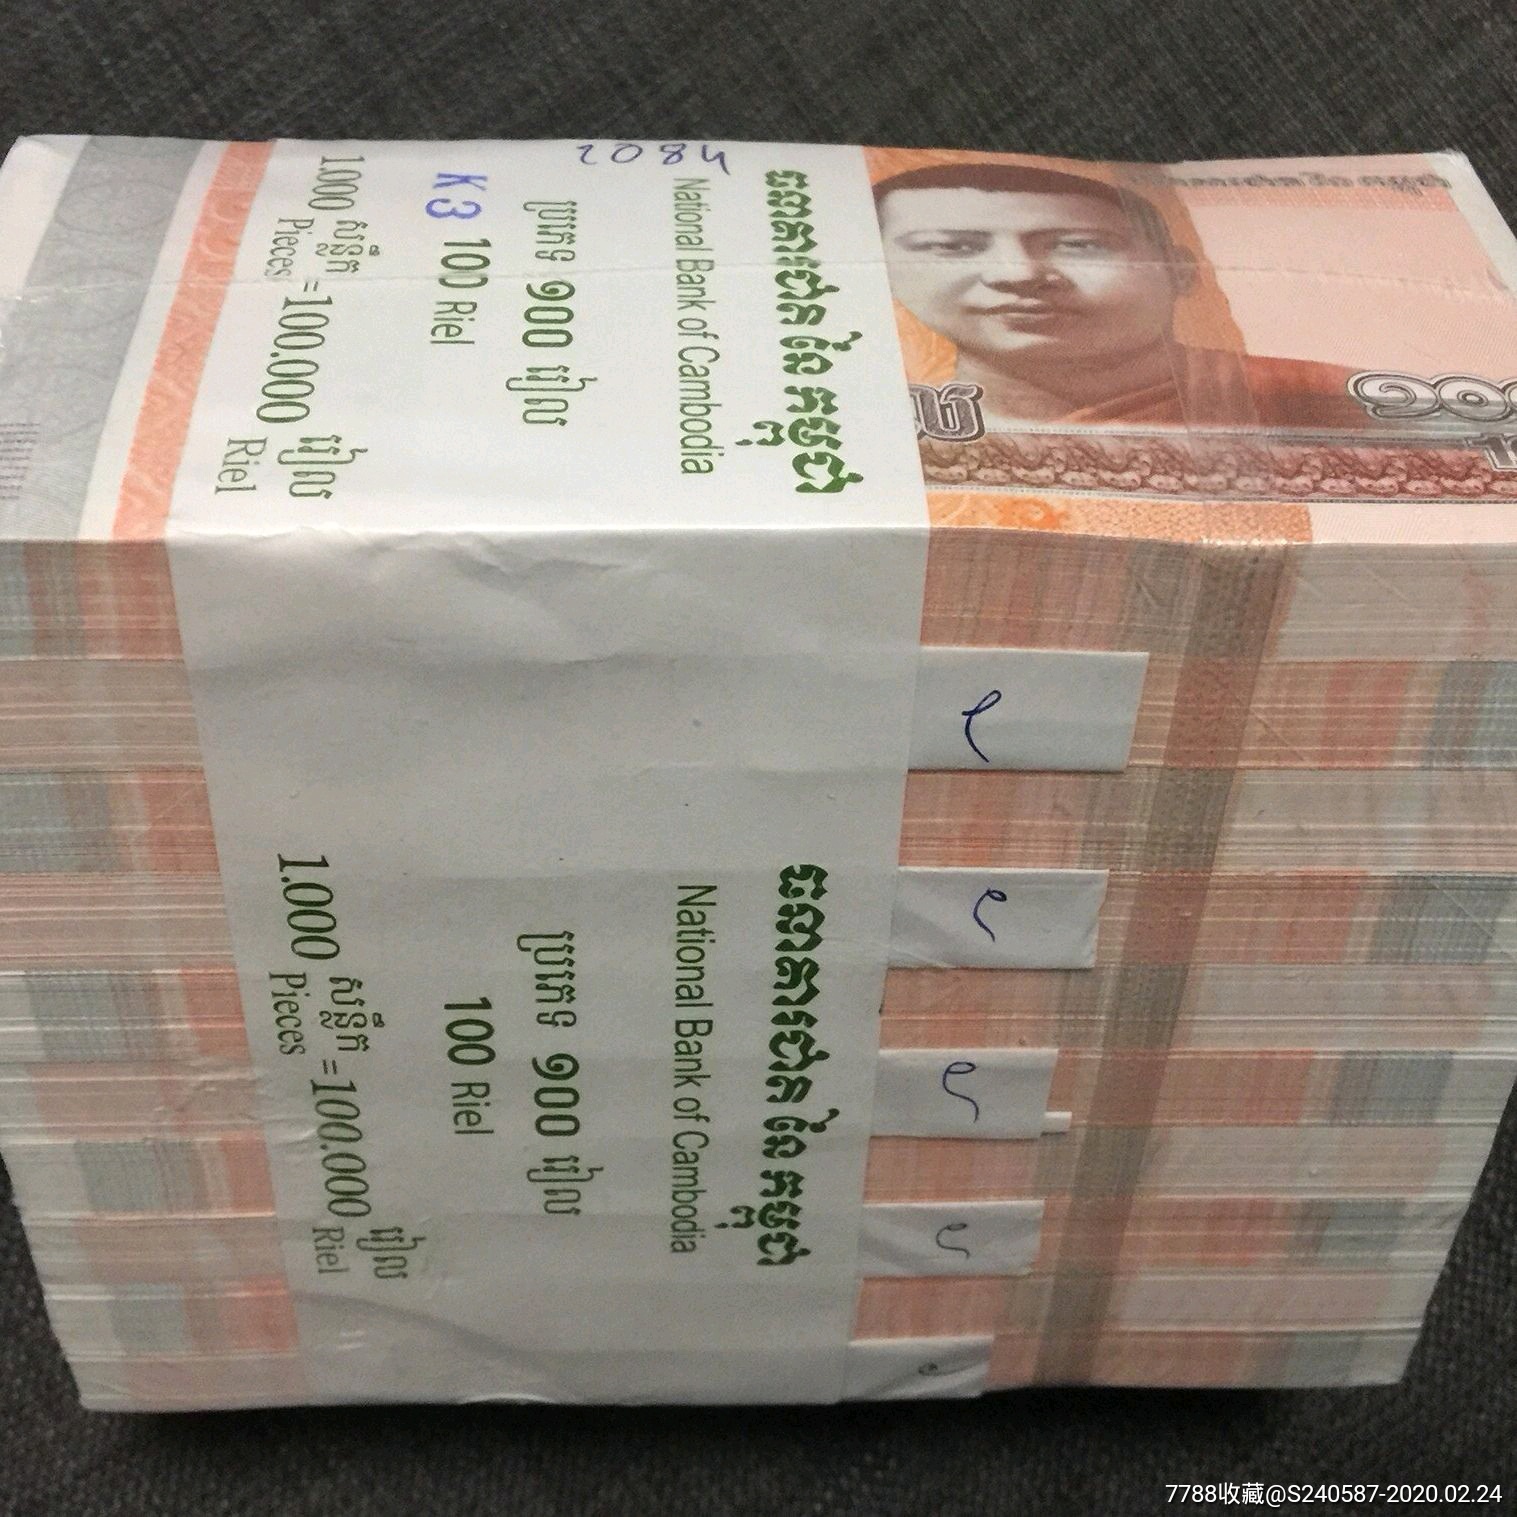 2084
ធនាគារជាតិ នៃ កម្ពុជា
National Bank of Cambodia
ប្រភេទ ១០០ រៀល
K3 100 Riel
1.000 សន្លឹក =100.000 រៀល
Pieces Riel
១០០
ធនាគារជាតិ នៃ កម្ពុជា
National Bank of Cambodia
ប្រភេទ ១០០ រៀល
100 Riel
1.000 សន្លឹក =100.000 រៀល
Pieces Riel
7788收藏@S240587-2020.02.24